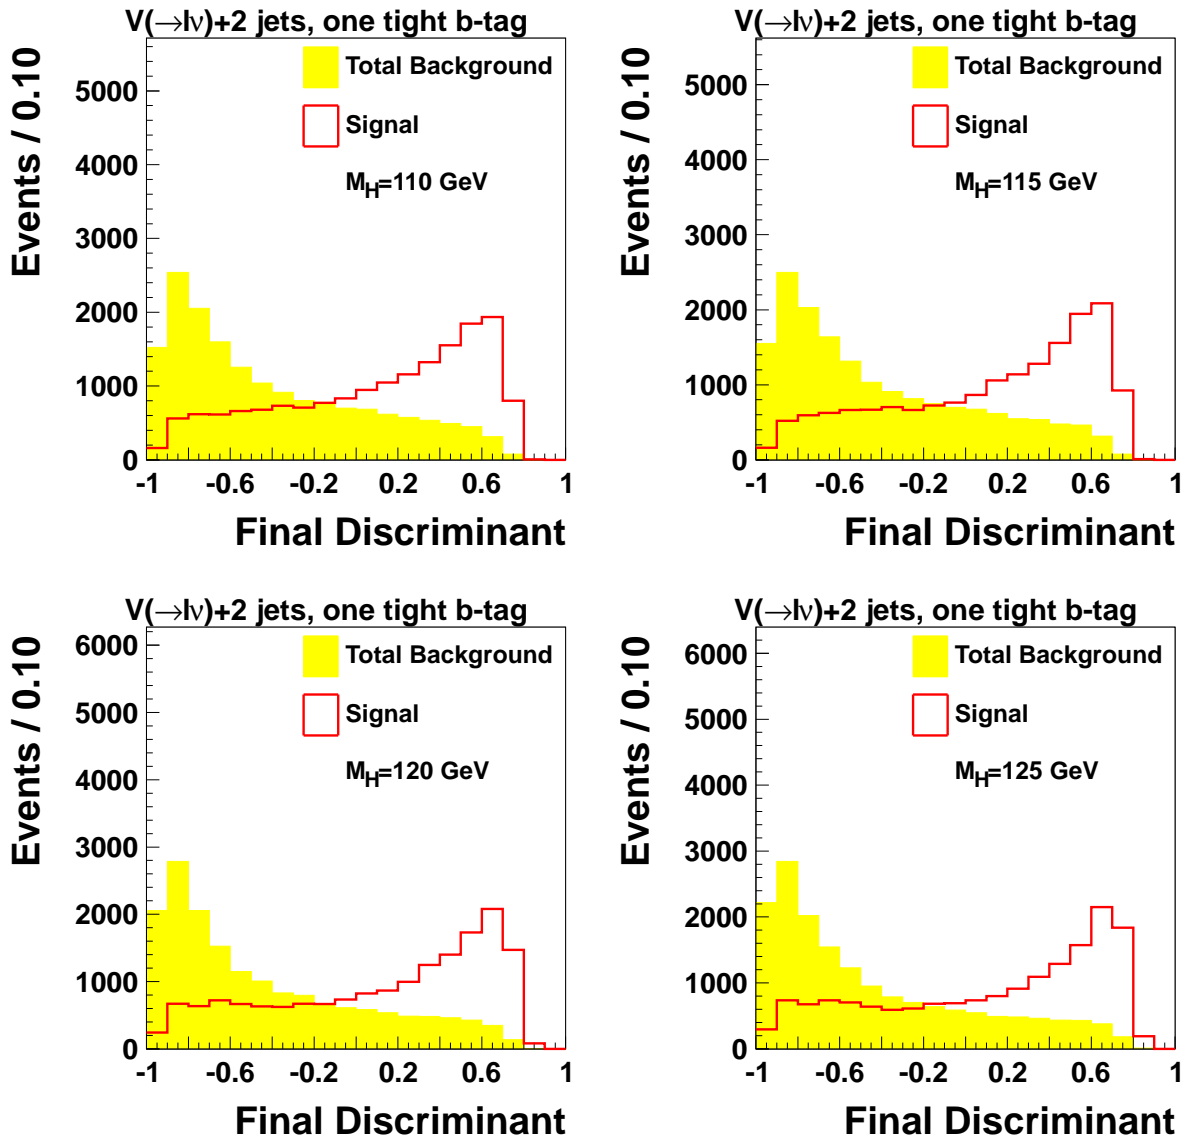 V(→lν)+2 jets, one tight b-tag
Events / 0.10
5000
4000
3000
2000
1000
0
Total Background
Signal
M_H=110 GeV
-1 -0.6 -0.2 0.2 0.6 1
Final Discriminant
V(→lν)+2 jets, one tight b-tag
Events / 0.10
5000
4000
3000
2000
1000
0
Total Background
Signal
M_H=115 GeV
-1 -0.6 -0.2 0.2 0.6 1
Final Discriminant
V(→lν)+2 jets, one tight b-tag
Events / 0.10
6000
5000
4000
3000
2000
1000
0
Total Background
Signal
M_H=120 GeV
-1 -0.6 -0.2 0.2 0.6 1
Final Discriminant
V(→lν)+2 jets, one tight b-tag
Events / 0.10
6000
5000
4000
3000
2000
1000
0
Total Background
Signal
M_H=125 GeV
-1 -0.6 -0.2 0.2 0.6 1
Final Discriminant